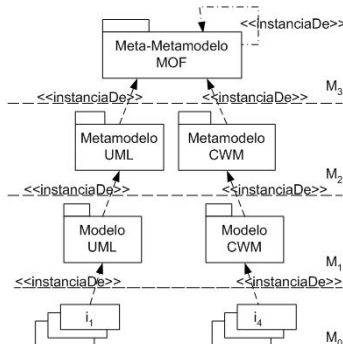 <<instanciaDe>>
Meta-Metamodelo
MOF
M3
<<instanciaDe>> <<instanciaDe>>
Metamodelo Metamodelo
UML CWM
M2
<<instanciaDe>> <<instanciaDe>>
Modelo Modelo
UML CWM
M1
<<instanciaDe>> <<instanciaDe>>
i1 i4
M0